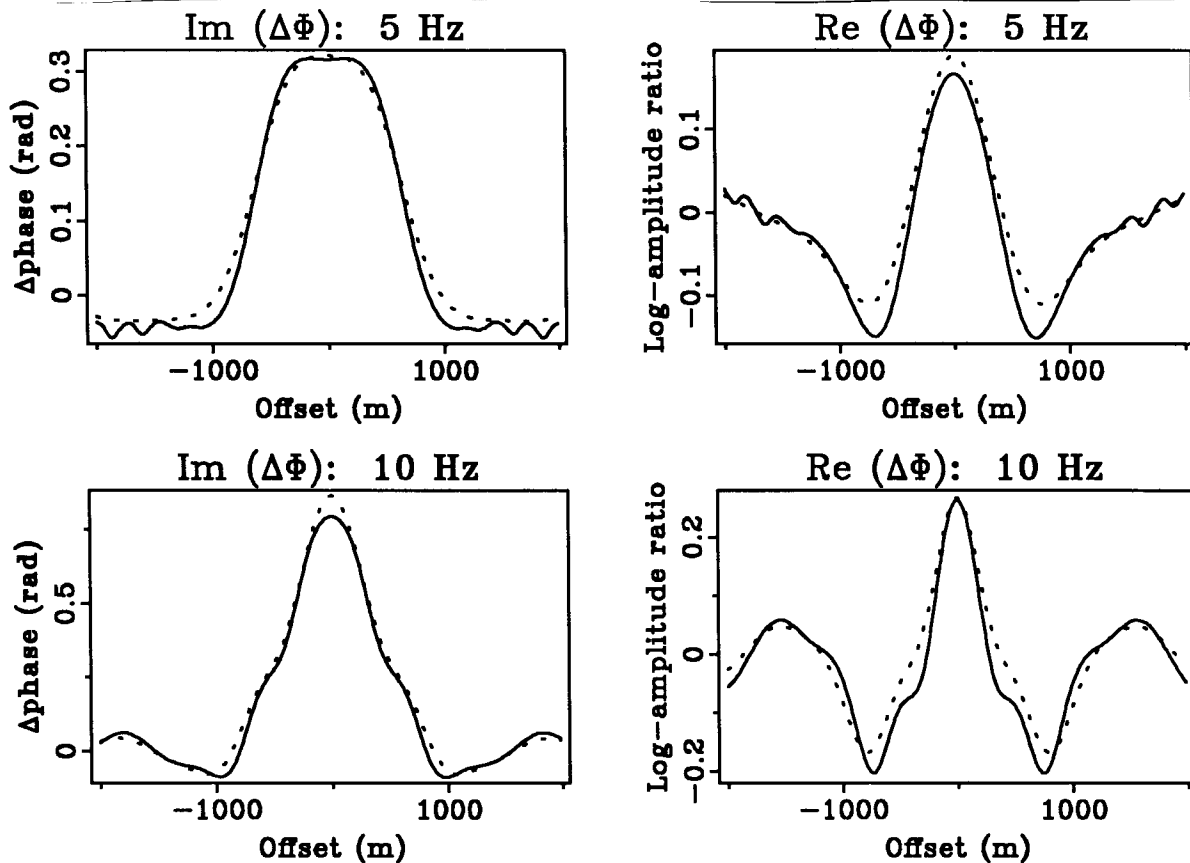 Im (ΔΦ): 5 Hz
Δphase (rad)
0.3
0.2
0.1
0
−1000
1000
Offset (m)
Re (ΔΦ): 5 Hz
Log−amplitude ratio
0.1
0
−0.1
−1000
1000
Offset (m)
Im (ΔΦ): 10 Hz
Δphase (rad)
0.5
0
−1000
1000
Offset (m)
Re (ΔΦ): 10 Hz
Log−amplitude ratio
0.2
0
−0.2
−1000
1000
Offset (m)